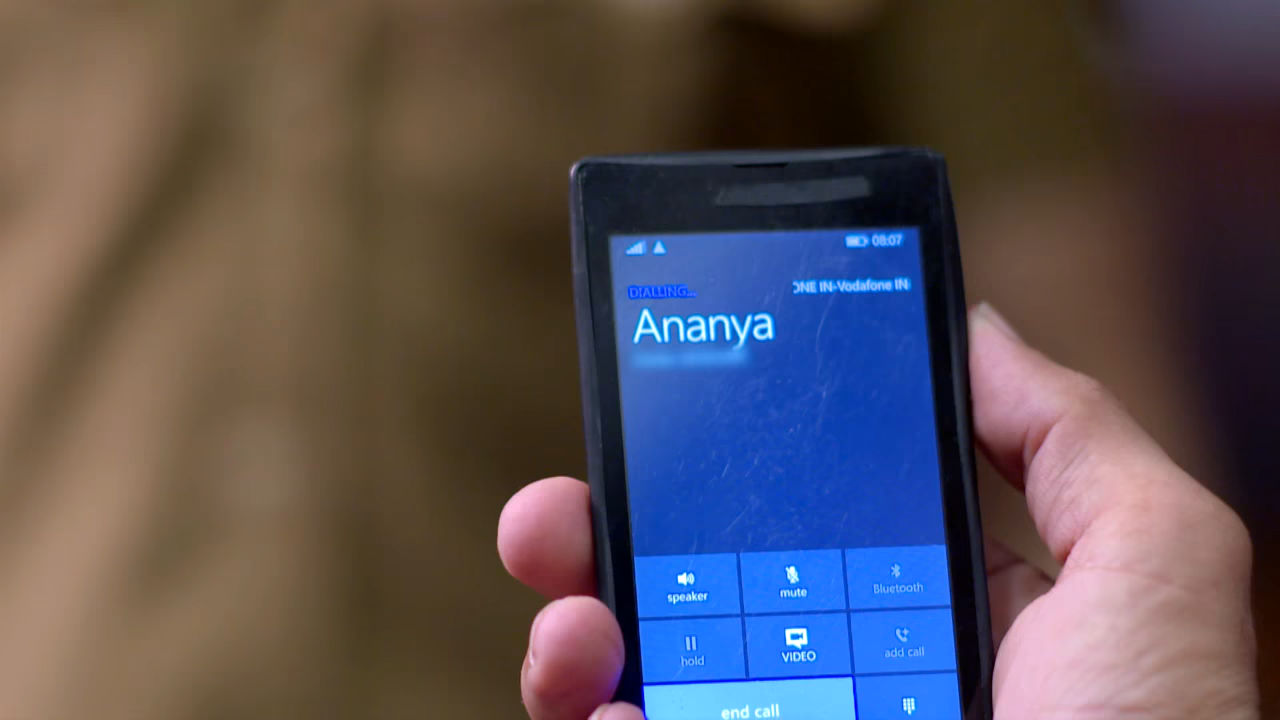 08:07
DIALLING...
ONE IN-Vodafone IN
Ananya
speaker
mute
Bluetooth
hold
VIDEO
add call
end call